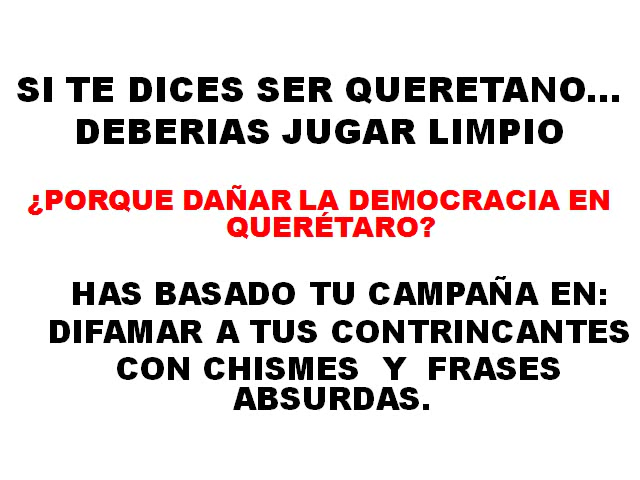 SI TE DICES SER QUERETANO...
DEBERIAS JUGAR LIMPIO
¿PORQUE DAÑAR LA DEMOCRACIA EN
QUERÉTARO?
HAS BASADO TU CAMPAÑA EN:
DIFAMAR A TUS CONTRINCANTES
CON CHISMES Y FRASES
ABSURDAS.